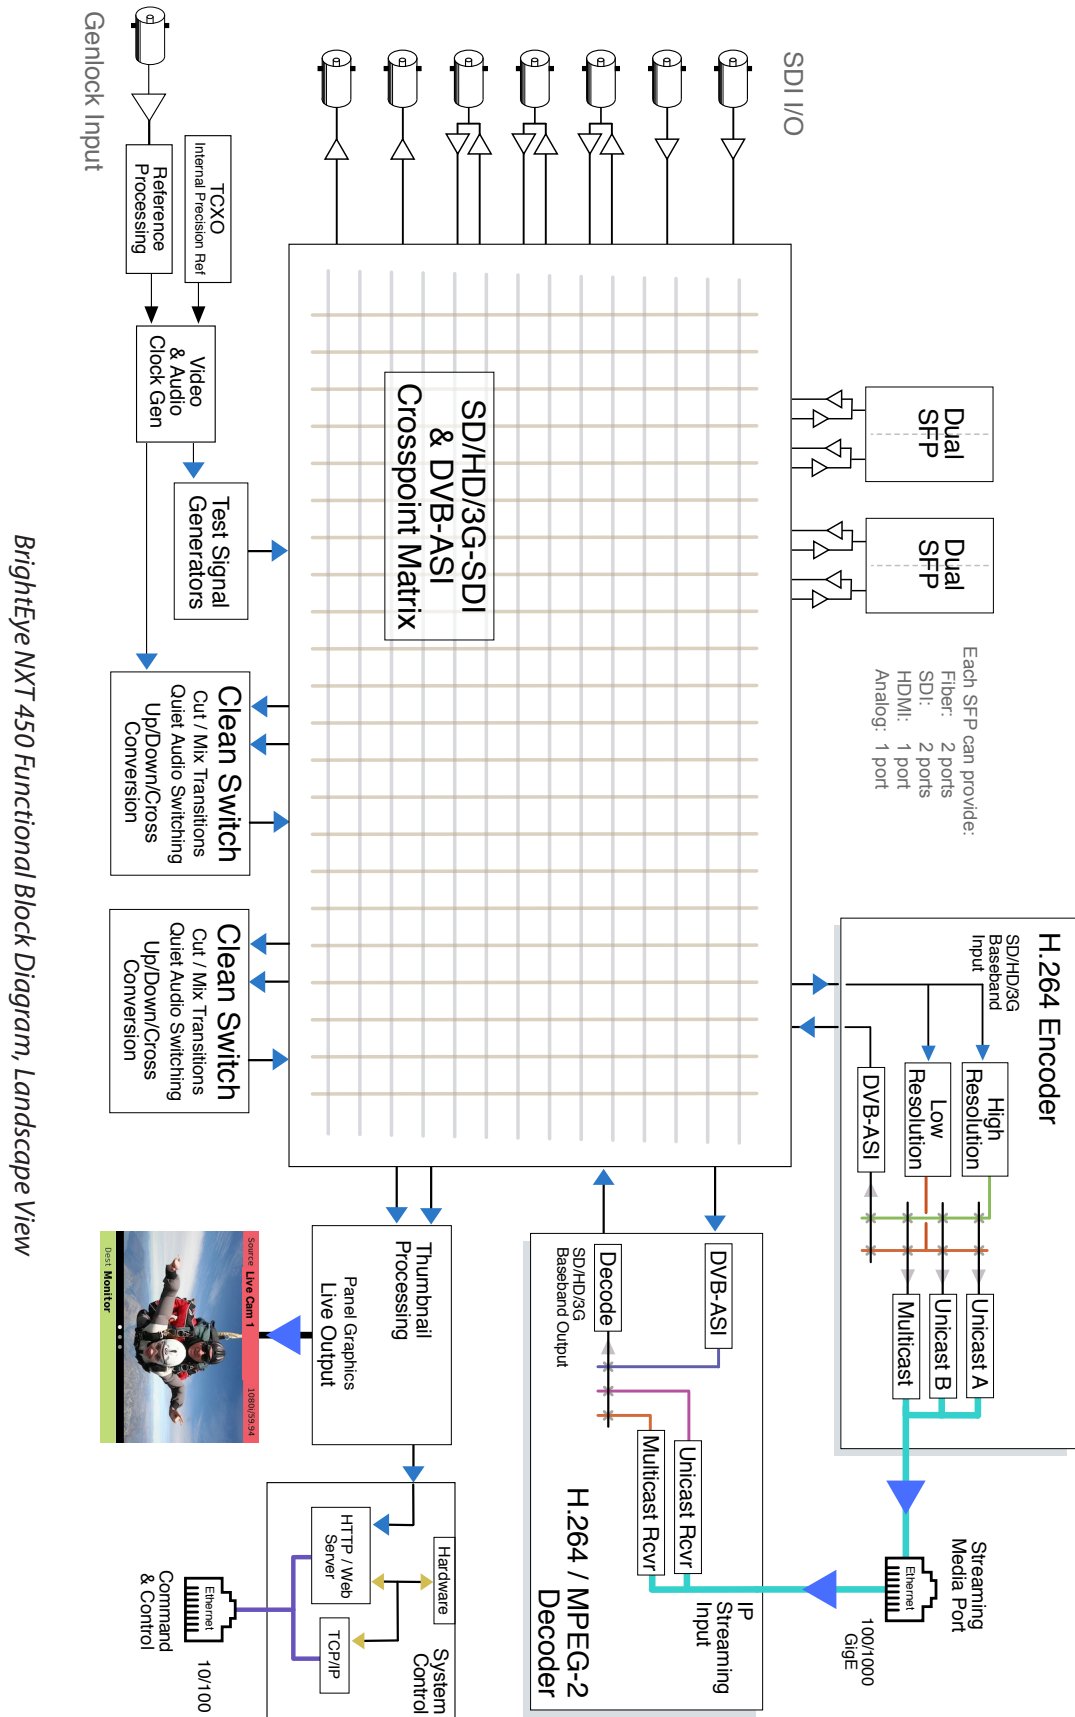 Genlock Input
SDI I/O
TCXO
Internal Precision Ref
Reference
Processing
Video
& Audio
Clock Gen
Test Signal
Generators
SD/HD/3G-SDI
& DVB-ASI
Crosspoint Matrix
Dual
SFP
Dual
SFP
Each SFP can provide:
Fiber: 2 ports
SDI: 2 ports
HDMI: 1 port
Analog: 1 port
Clean Switch
Cut / Mix Transitions
Quiet Audio Switching
Up/Down/Cross
Conversion
Clean Switch
Cut / Mix Transitions
Quiet Audio Switching
Up/Down/Cross
Conversion
H.264 Encoder
SD/HD/3G
Baseband
Input
High
Resolution
Low
Resolution
DVB-ASI
Unicast A
Unicast B
Multicast
Streaming
Media Port
Ethernet
100/1000
GigE
DVB-ASI
Decode
SD/HD/3G
Baseband Output
Unicast Rcvr
Multicast Rcvr
IP
Streaming
Input
H.264 / MPEG-2
Decoder
Thumbnail
Processing
Panel Graphics
Live Output
Source Live Cam 1 1080i/59.94
Dest Monitor
Hardware
HTTP / Web
Server
TCP/IP
System
Control
Ethernet
10/100
Command
& Control
BrightEye NXT 450 Functional Block Diagram, Landscape View